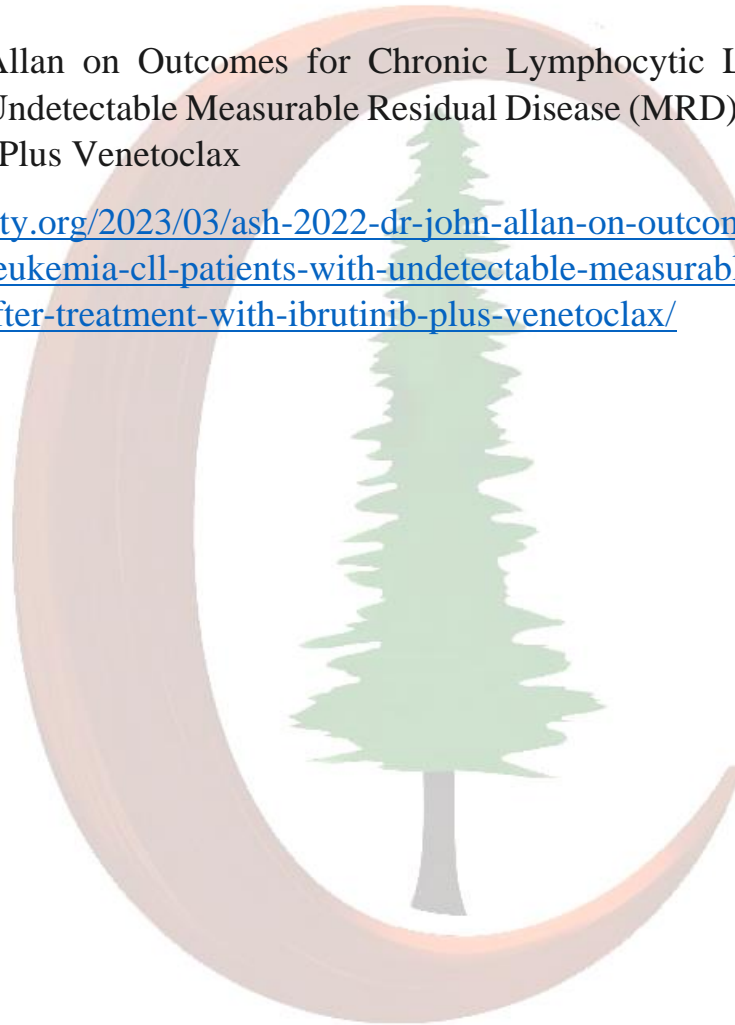 Allan on Outcomes for Chronic Lymphocytic L
Undetectable Measurable Residual Disease (MRD)
Plus Venetoclax
ty.org/2023/03/ash-2022-dr-john-allan-on-outcon
eukemia-cll-patients-with-undetectable-measurabl
fter-treatment-with-ibrutinib-plus-venetoclax/